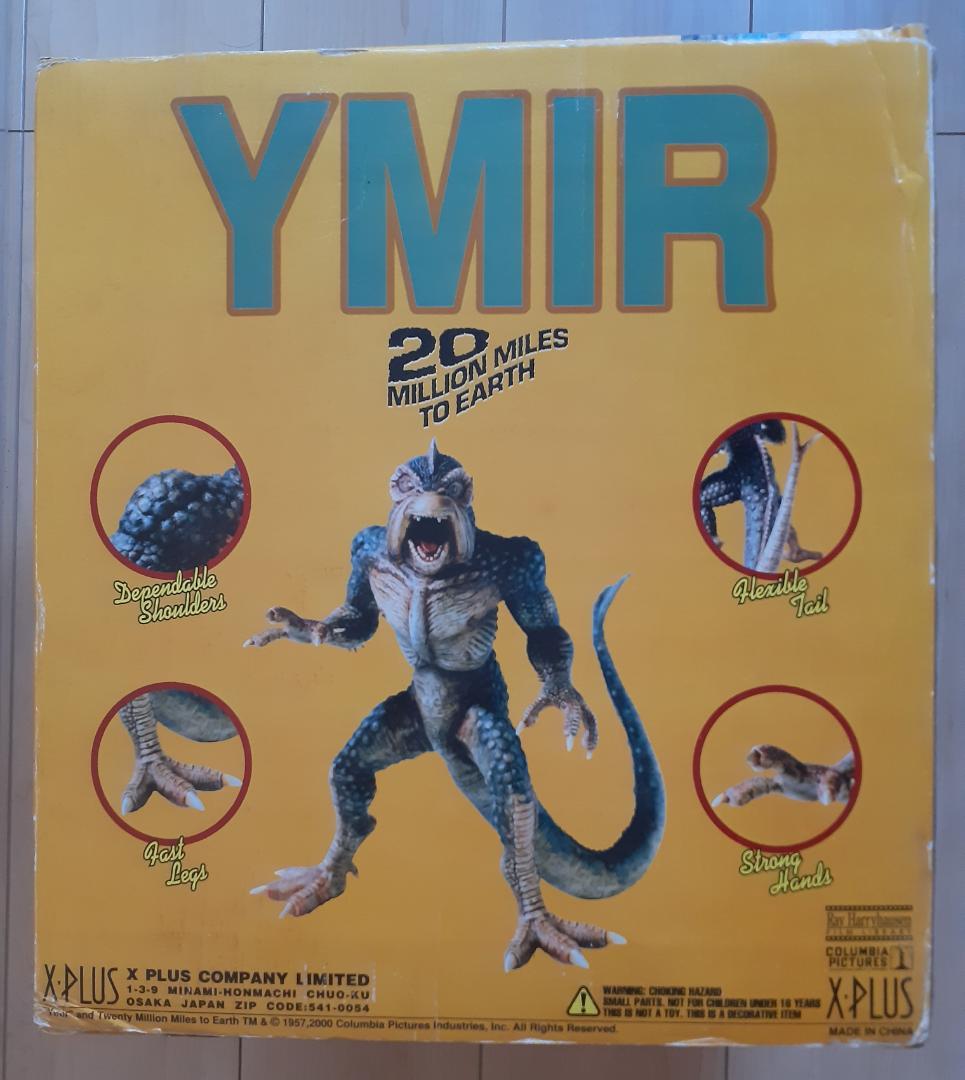 YMIR
20
MILLION MILES
TO EARTH
Dependable
Shoulders
Flexible
Tail
Fast
Legs
Strong
Hands
Ray Harryhausen
FILM LIBRARY
COLUMBIA
PICTURES
X·PLUS
X PLUS COMPANY LIMITED
1-3-9 MINAMI-HONMACHI CHUO-KU
OSAKA JAPAN ZIP CODE:541-0054
WARNING: CHOKING HAZARD
SMALL PARTS. NOT FOR CHILDREN UNDER 16 YEARS
THIS IS NOT A TOY. THIS IS A DECORATIVE ITEM
X·PLUS
MADE IN CHINA
and Twenty Million Miles to Earth TM & © 1957,2000 Columbia Pictures Industries, Inc. All Rights Reserved.